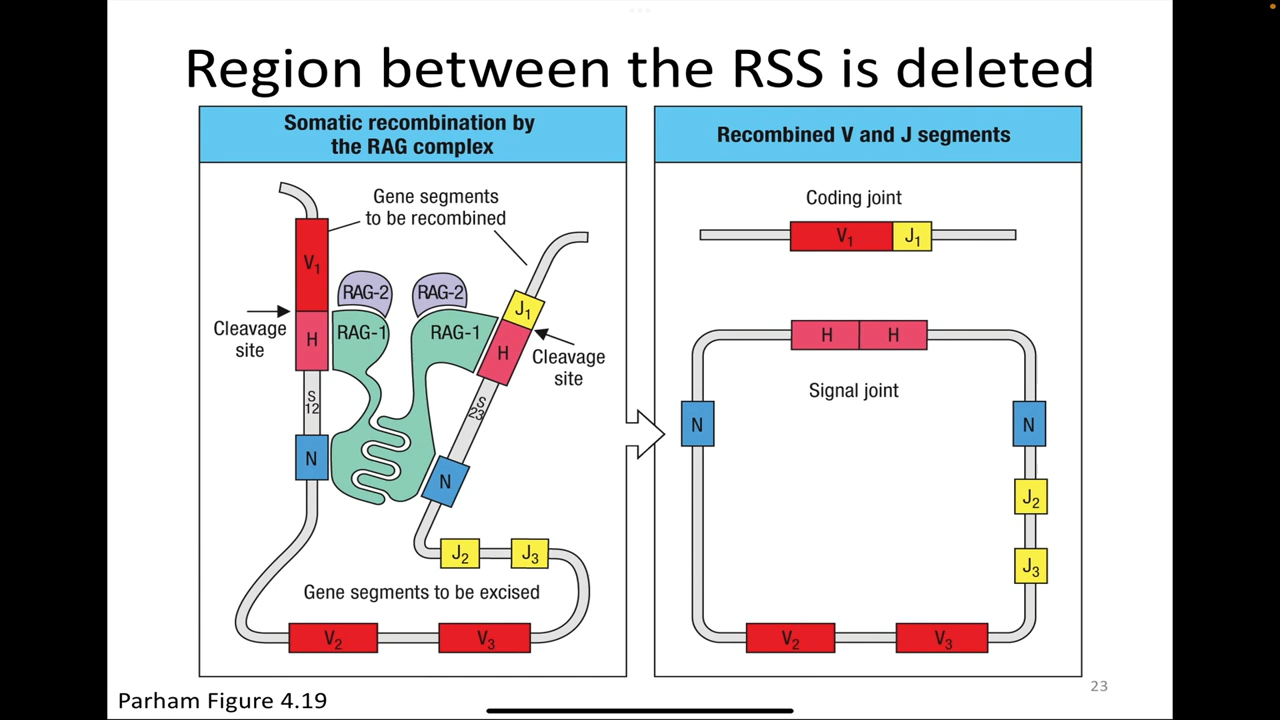 Region between the RSS is deleted
Somatic recombination by
the RAG complex
Gene segments
to be recombined
V1
RAG-2
RAG-2
J1
Cleavage
site
H
RAG-1
RAG-1
H
Cleavage
site
S
12
S
23
N
N
J2
J3
Gene segments to be excised
V2
V3
Recombined V and J segments
Coding joint
V1
J1
H
H
Signal joint
N
N
J2
J3
V2
V3
Parham Figure 4.19
23